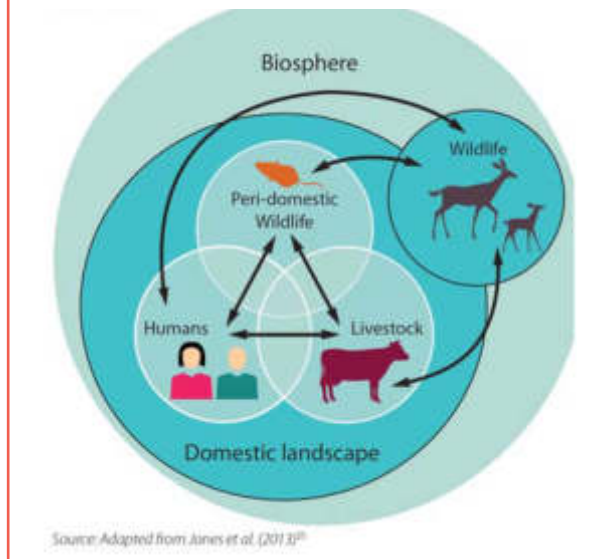 Biosphere
Wildlife
Peri-domestic
Wildlife
Humans
Livestock
Domestic landscape
Source: Adapted from Jones et al. (2013)